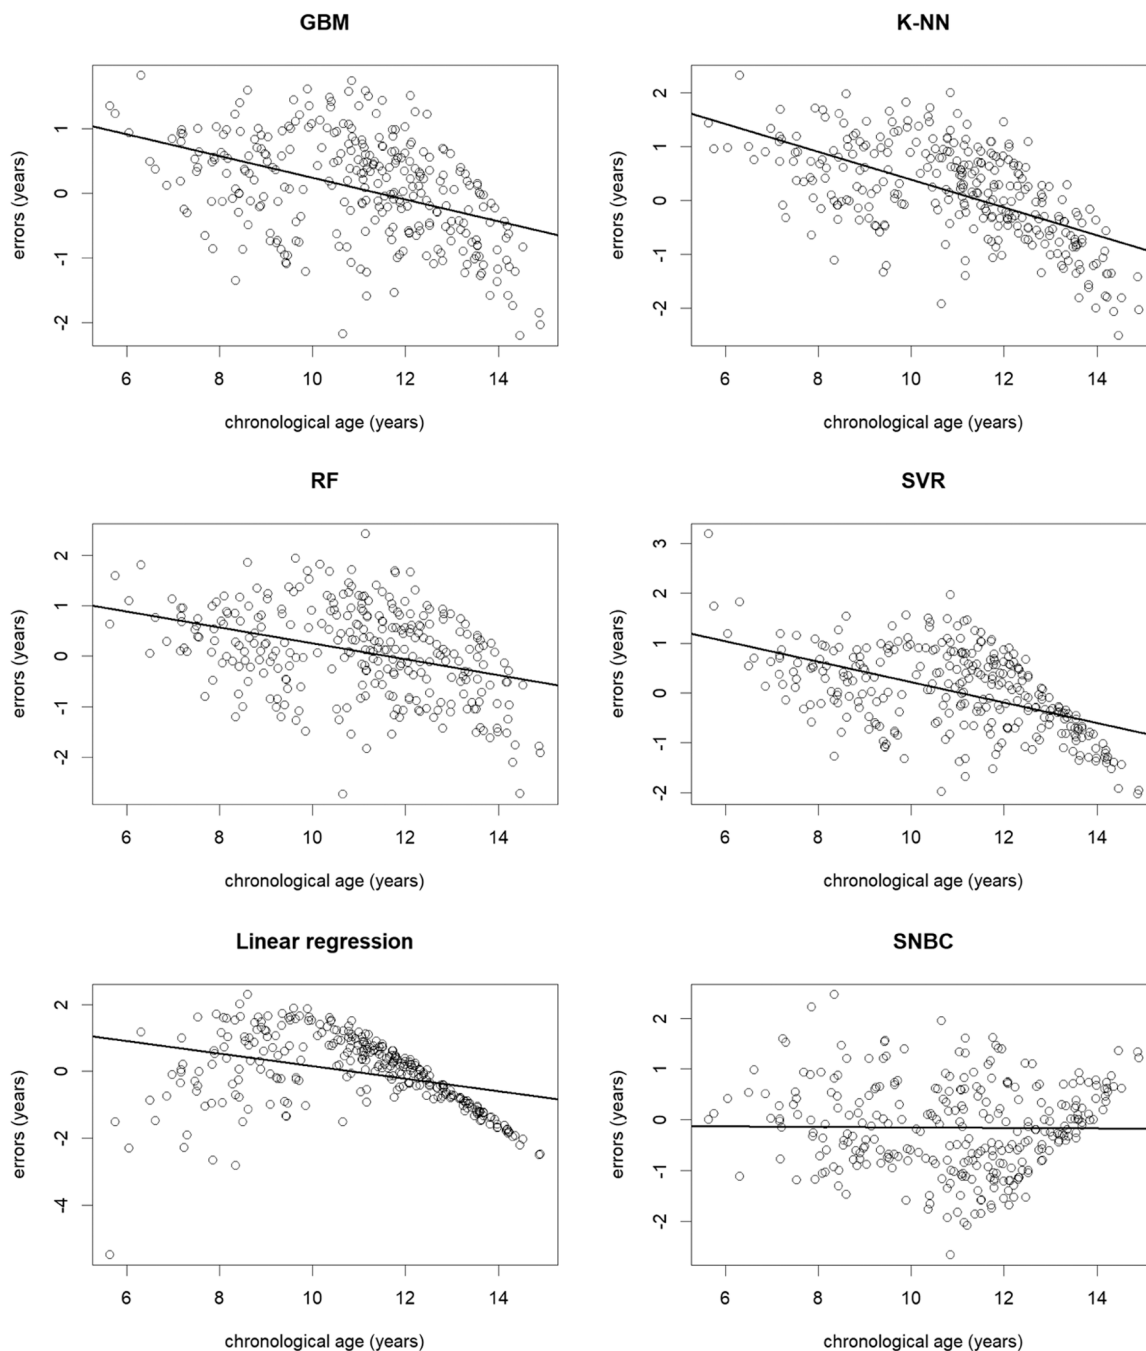 GBM
errors (years)
1
0
-1
-2
6 8 10 12 14
chronological age (years)
K-NN
errors (years)
2
1
0
-1
-2
6 8 10 12 14
chronological age (years)
RF
errors (years)
2
1
0
-1
-2
6 8 10 12 14
chronological age (years)
SVR
errors (years)
3
2
1
0
-1
-2
6 8 10 12 14
chronological age (years)
Linear regression
errors (years)
2
0
-2
-4
6 8 10 12 14
chronological age (years)
SNBC
errors (years)
2
1
0
-1
-2
6 8 10 12 14
chronological age (years)